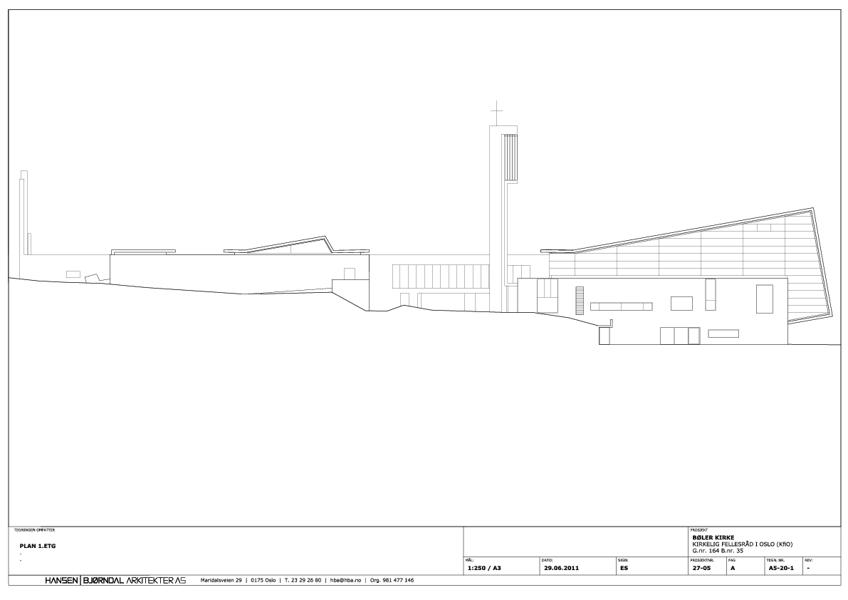 TEGNINGEN OMFATTER
PLAN 1.ETG
PROSJEKT
BØLER KIRKE
KIRKELIG FELLESRÅD I OSLO (KfiO)
G.nr. 164 B.nr. 35
MÅL: DATO: SIGN: PROSJEKTNR. FAG TEGN. NR. REV:
1:250 / A3 29.06.2011 ES 27-05 A A5-20-1 -
HANSEN | BJØRNDAL ARKITEKTER AS Maridalsveien 29 | 0175 Oslo | T. 23 29 26 80 | hba@hba.no | Org. 981 477 146